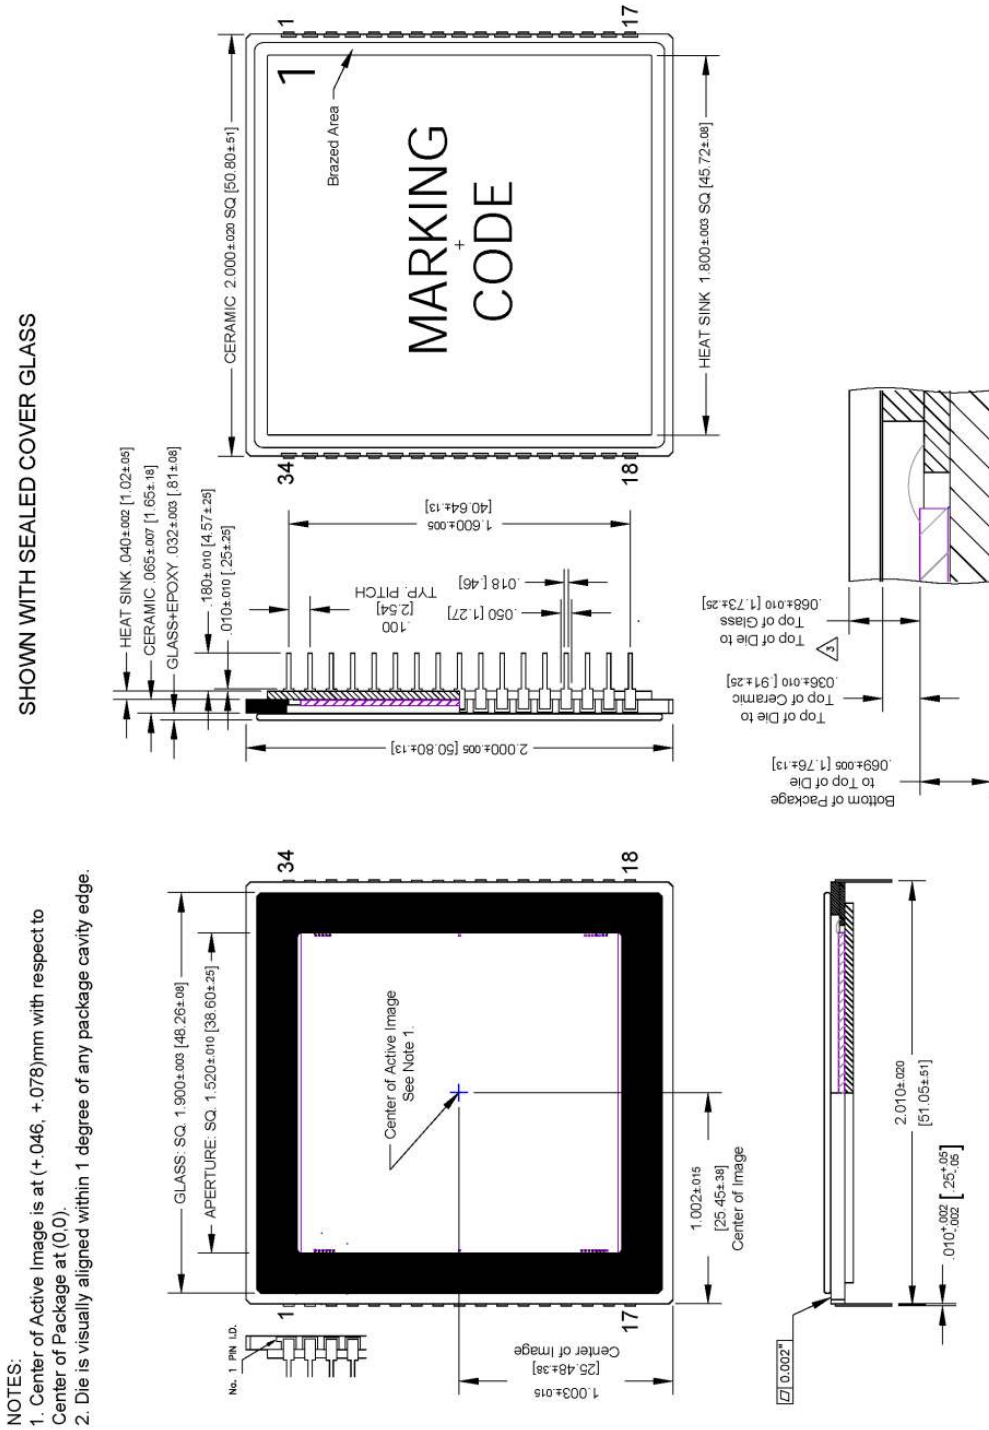 SHOWN WITH SEALED COVER GLASS
NOTES:
1. Center of Active Image is at (+.046, +.078)mm with respect to
Center of Package at (0,0).
2. Die is visually aligned within 1 degree of any package cavity edge.
GLASS: SQ. 1.900±.003 [48.26±.08]
APERTURE: SQ. 1.520±.010 [38.60±.25]
1
34
17
18
No. 1 PIN I.D.
Center of Active Image
See Note 1.
1.002±.015
[25.45±.38]
Center of Image
1.003±.015
[25.48±.38]
Center of Image
HEAT SINK .040±.002 [1.02±.05]
CERAMIC .065±.007 [1.65±.18]
GLASS+EPOXY .032±.003 [.81±.08]
.180±.010 [4.57±.25]
.010±.010 [.25±.25]
.100
[2.54]
TYP. PITCH
.050 [1.27]
.018 [.46]
1.600±.005
[40.64±.13]
2.000±.005 [50.80±.13]
CERAMIC 2.000±.020 SQ [50.80±.51]
1
34
17
18
1
Brazed Area
MARKING
+
CODE
HEAT SINK 1.800±.003 SQ [45.72±.08]
0.002"
2.010±.020
[51.05±.51]
.010+.002 -.002 [.25+.05 -.05]
Bottom of Package
to Top of Die
.069±.005 [1.76±.13]
Top of Die to
Top of Ceramic
.036±.010 [.91±.25]
3
Top of Die to
Top of Glass
.068±.010 [1.73±.25]